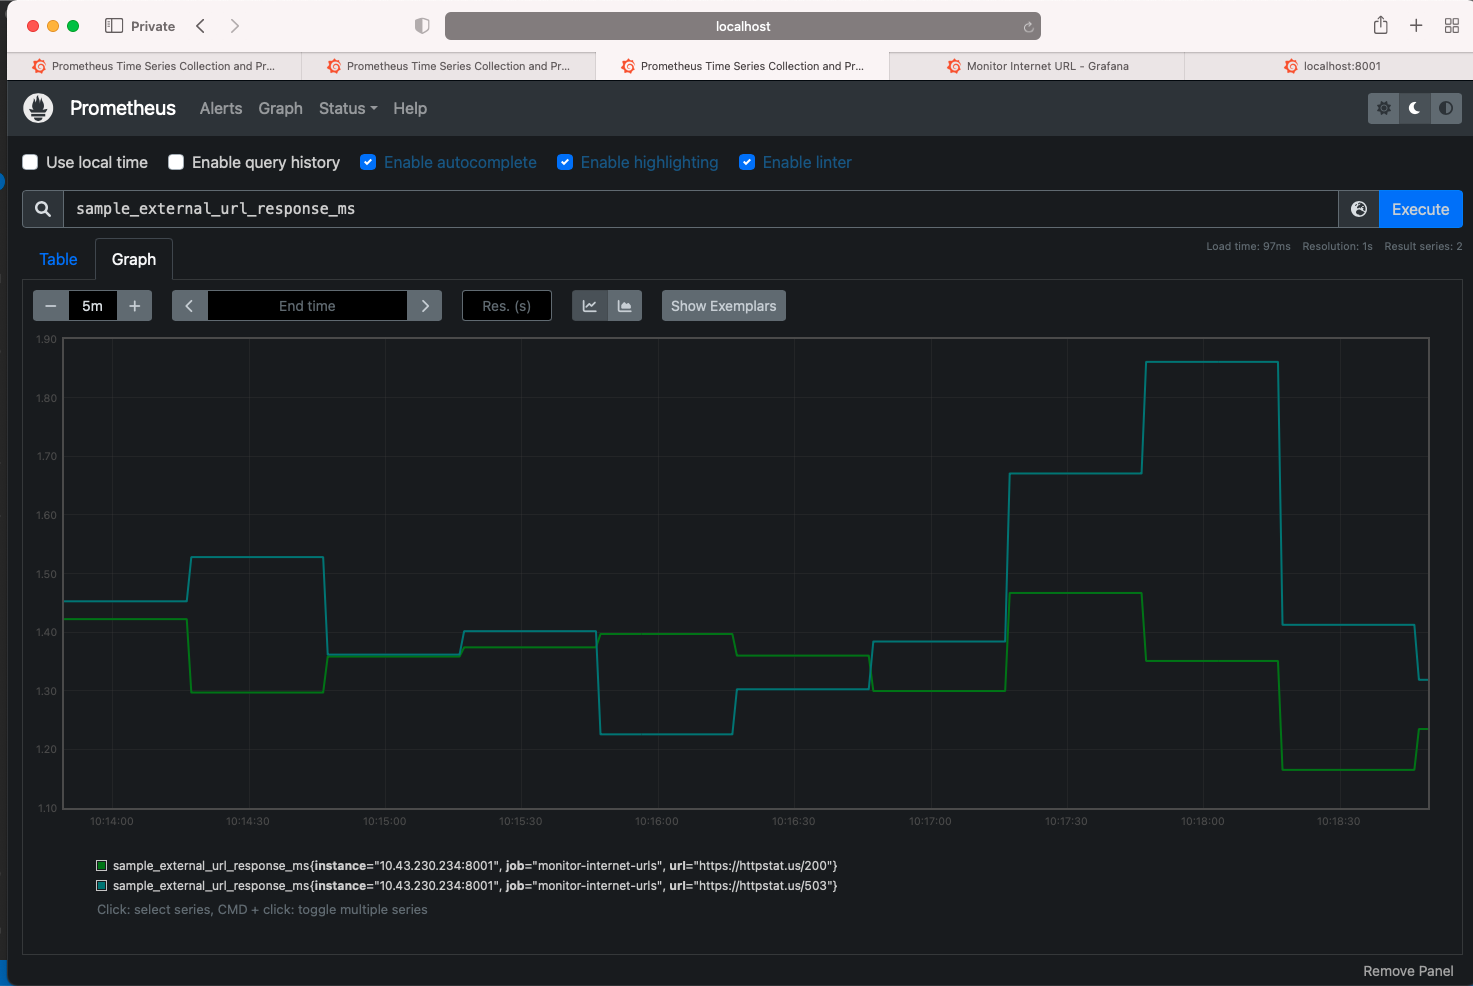 Private
localhost
Prometheus Time Series Collection and Pr...
Prometheus Time Series Collection and Pr...
Prometheus Time Series Collection and Pr...
Monitor Internet URL - Grafana
localhost:8001
Prometheus Alerts Graph Status Help
Use local time Enable query history Enable autocomplete Enable highlighting Enable linter
sample_external_url_response_ms
Execute
Load time: 97ms Resolution: 1s Result series: 2
Table Graph
5m End time Res. (s) Show Exemplars
1.90
1.80
1.70
1.60
1.50
1.40
1.30
1.20
1.10
10:14:00 10:14:30 10:15:00 10:15:30 10:16:00 10:16:30 10:17:00 10:17:30 10:18:00 10:18:30
sample_external_url_response_ms{instance="10.43.230.234:8001", job="monitor-internet-urls", url="https://httpstat.us/200"}
sample_external_url_response_ms{instance="10.43.230.234:8001", job="monitor-internet-urls", url="https://httpstat.us/503"}
Click: select series, CMD + click: toggle multiple series
Remove Panel